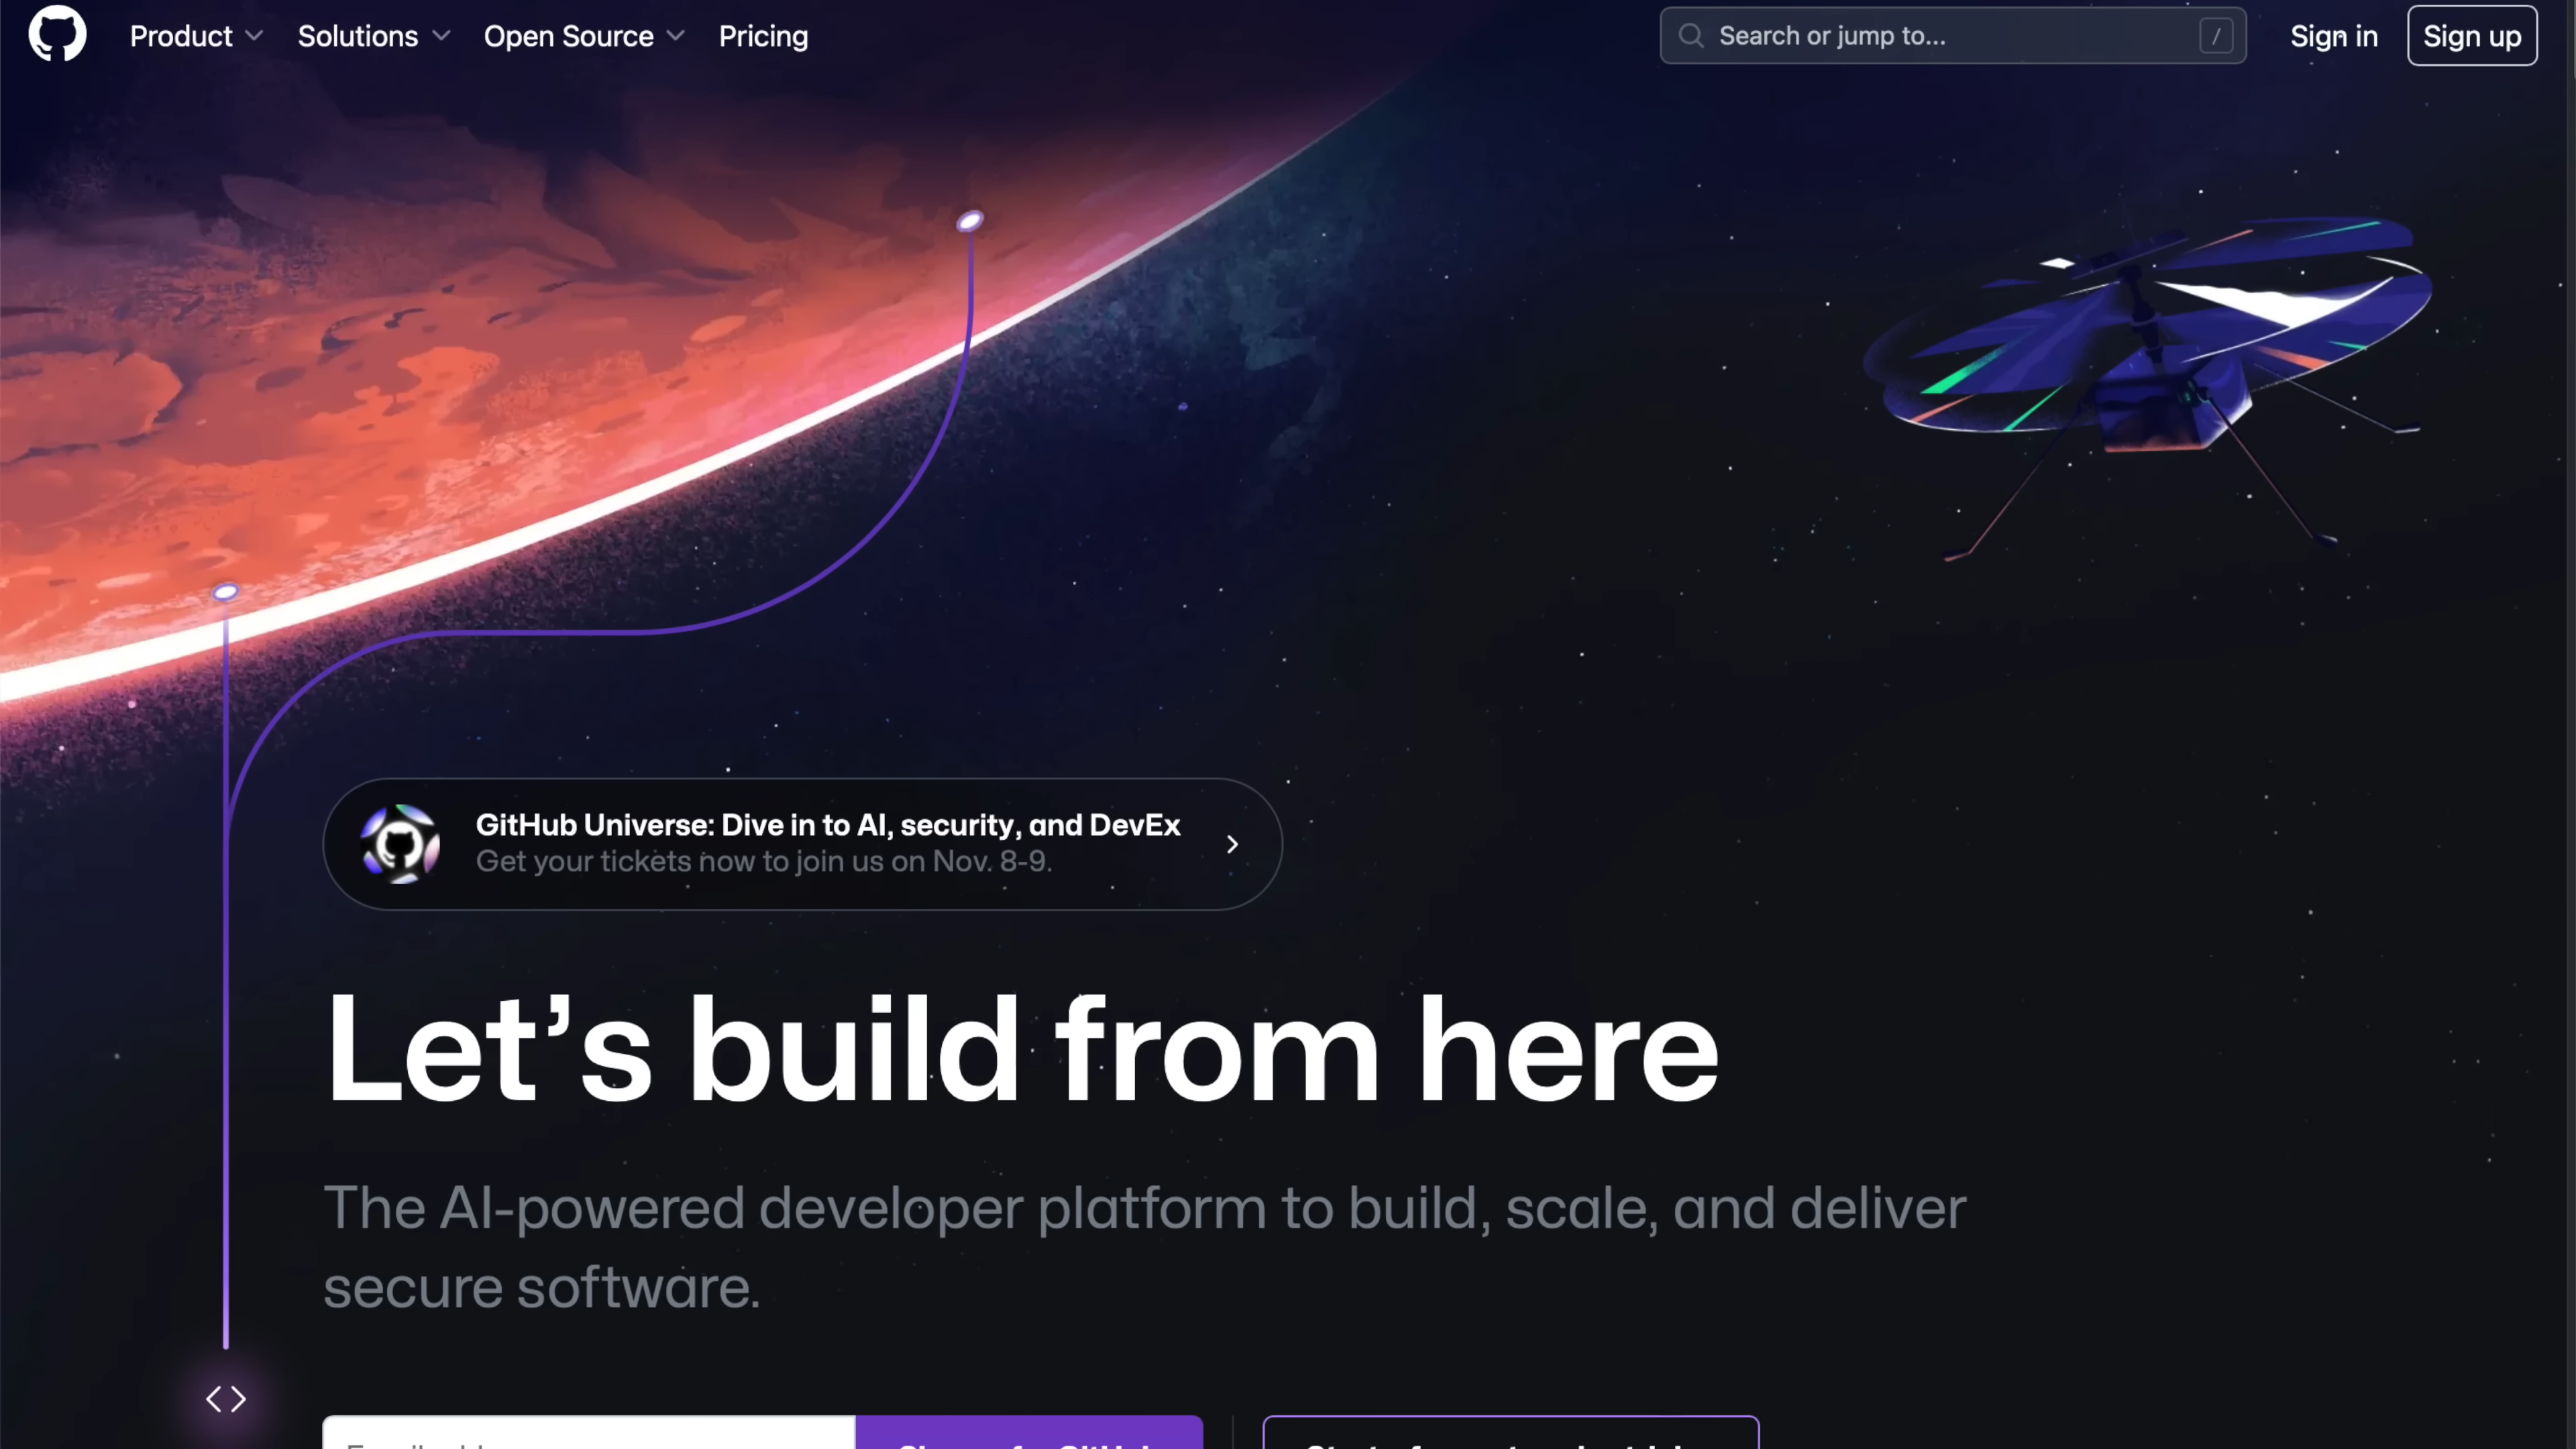 Product
Solutions
Open Source
Pricing
Search or jump to...
/
Sign in
Sign up
GitHub Universe: Dive in to AI, security, and DevEx
Get your tickets now to join us on Nov. 8-9.
Let’s build from here
The AI-powered developer platform to build, scale, and deliver
secure software.